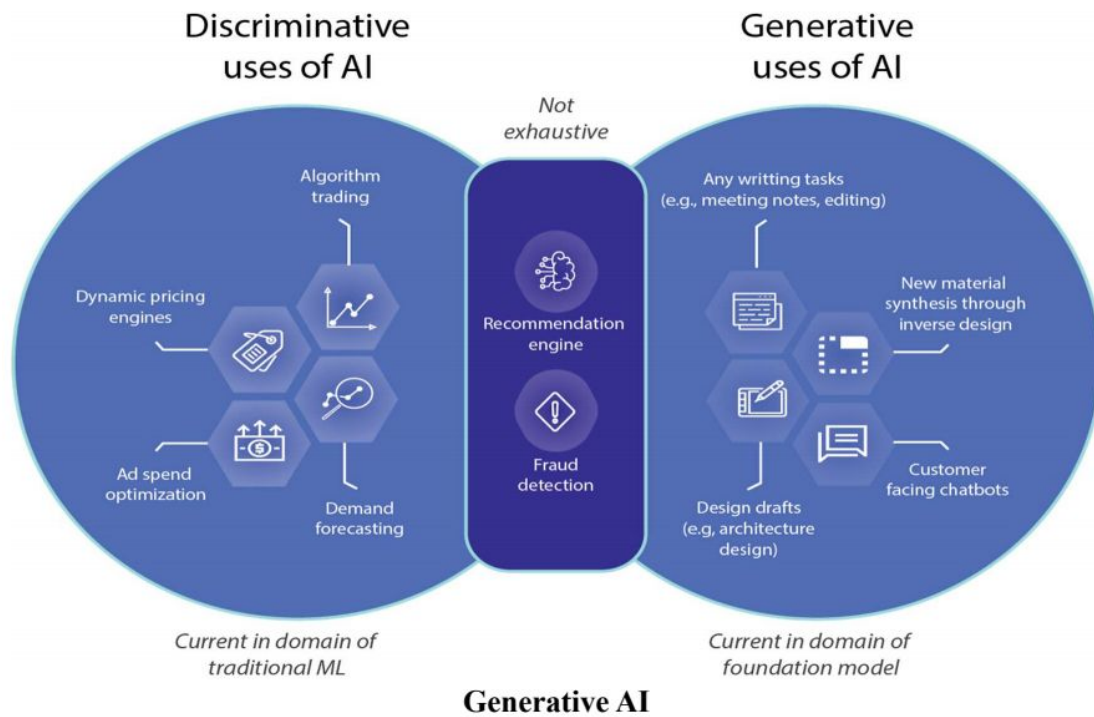 Discriminative
uses of AI
Generative
uses of AI
Not
exhaustive
Algorithm
trading
Dynamic pricing
engines
Ad spend
optimization
Demand
forecasting
Recommendation
engine
Fraud
detection
Any writting tasks
(e.g., meeting notes, editing)
New material
synthesis through
inverse design
Design drafts
(e.g, architecture
design)
Customer
facing chatbots
Current in domain of
traditional ML
Current in domain of
foundation model
Generative AI